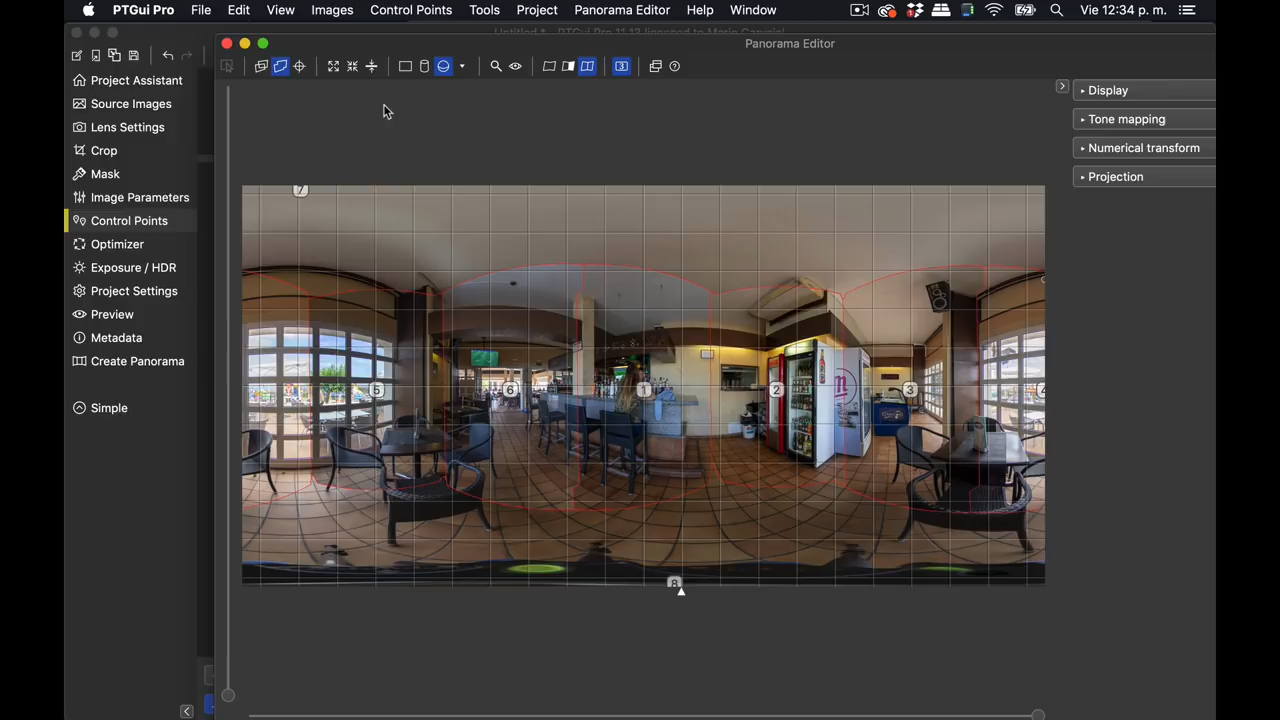 PTGui Pro File Edit View Images Control Points Tools Project Panorama Editor Help Window Vie 12:34 p. m.
Panorama Editor
Project Assistant
Source Images
Lens Settings
Crop
Mask
Image Parameters
Control Points
Optimizer
Exposure / HDR
Project Settings
Preview
Metadata
Create Panorama
Simple
3
Display
Tone mapping
Numerical transform
Projection
7
5 6 1 2 3 4
8